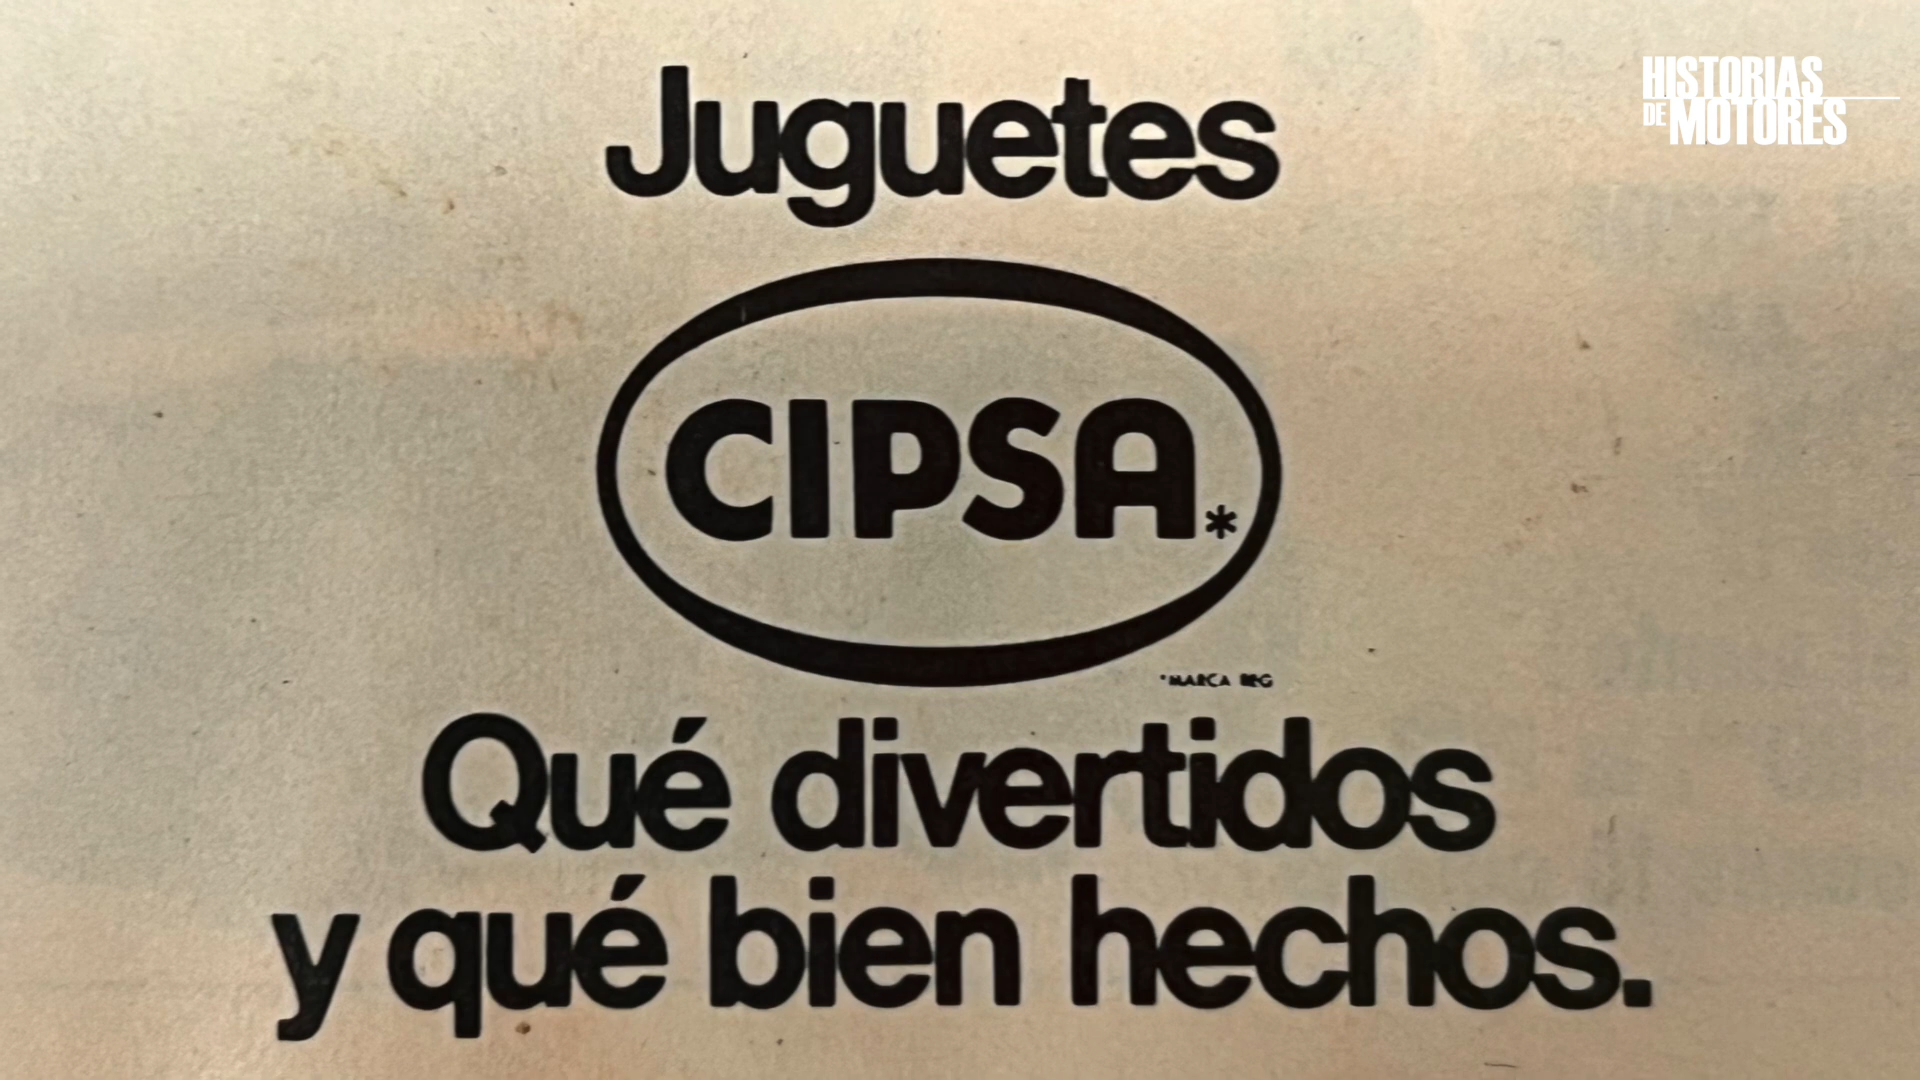 HISTORIAS
DE MOTORES
Juguetes
CIPSA*
*MARCA REG
Qué divertidos
y qué bien hechos.